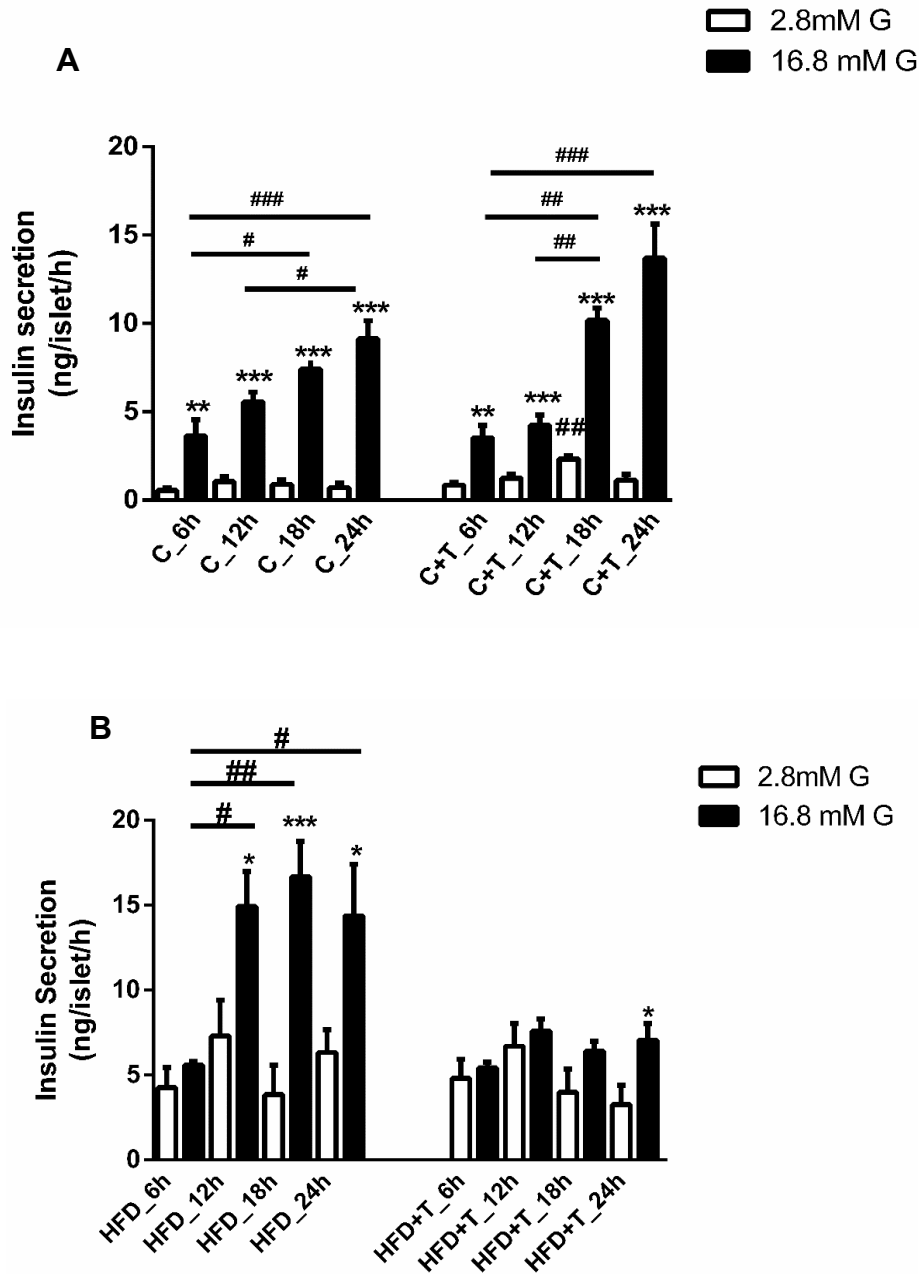 2.8mM G
16.8 mM G
A
Insulin secretion
(ng/islet/h)
20
15
10
5
0
###
#
#
**
***
***
***
###
##
##
**
***
##
***
***
C_6h
C_12h
C_18h
C_24h
C+T_6h
C+T_12h
C+T_18h
C+T_24h
B
2.8mM G
16.8 mM G
Insulin Secretion
(ng/islet/h)
20
15
10
5
0
#
##
#
*
***
*
*
HFD_6h
HFD_12h
HFD_18h
HFD_24h
HFD+T_6h
HFD+T_12h
HFD+T_18h
HFD+T_24h